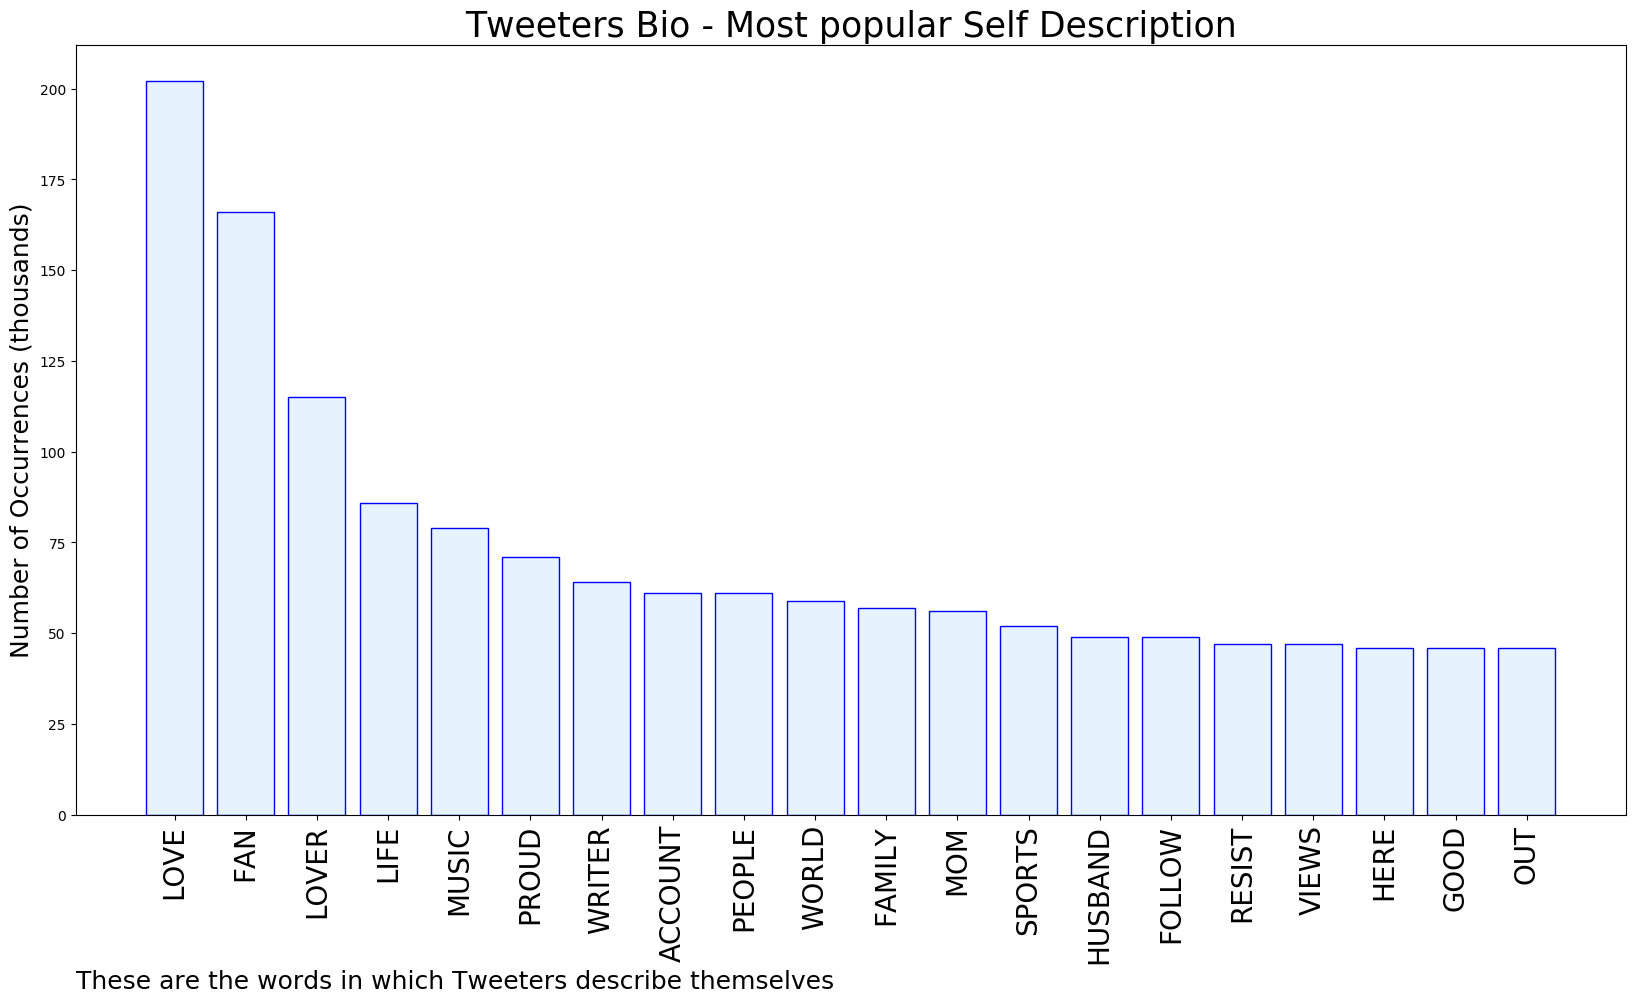 Tweeters Bio - Most popular Self Description
Number of Occurrences (thousands)
200
175
150
125
100
75
50
25
0
LOVE
FAN
LOVER
LIFE
MUSIC
PROUD
WRITER
ACCOUNT
PEOPLE
WORLD
FAMILY
MOM
SPORTS
HUSBAND
FOLLOW
RESIST
VIEWS
HERE
GOOD
OUT
These are the words in which Tweeters describe themselves